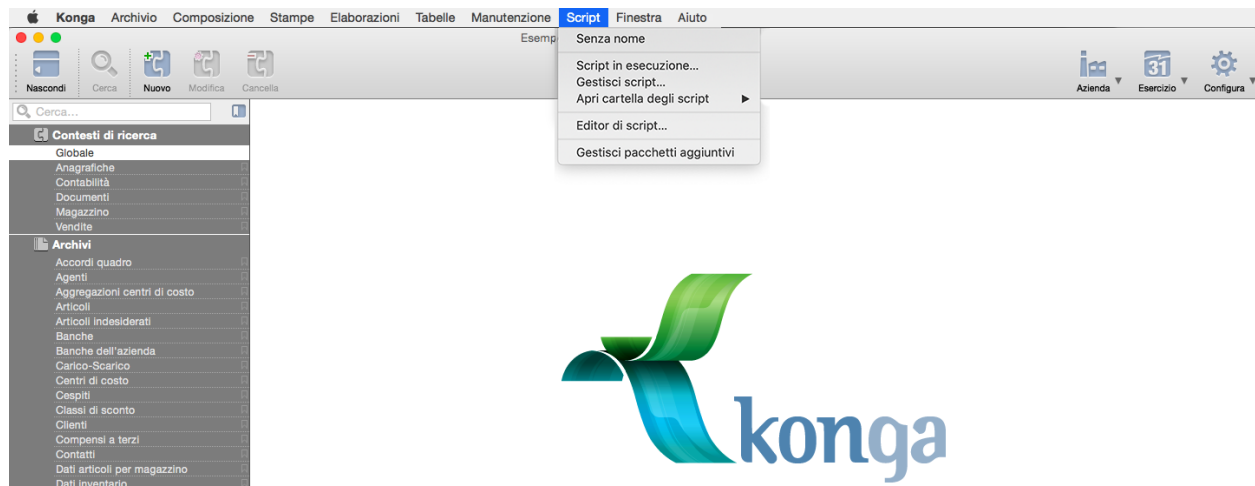 Konga Archivio Composizione Stampe Elaborazioni Tabelle Manutenzione Script Finestra Aiuto
Esemp
Senza nome
Script in esecuzione...
Gestisci script...
Apri cartella degli script
Editor di script...
Gestisci pacchetti aggiuntivi
Nascondi Cerca Nuovo Modifica Cancella
31
Azienda Esercizio Configura
Cerca...
Contesti di ricerca
Globale
Anagrafiche
Contabilità
Documenti
Magazzino
Vendite
Archivi
Accordi quadro
Agenti
Aggregazioni centri di costo
Articoli
Articoli indesiderati
Banche
Banche dell'azienda
Carico-Scarico
Centri di costo
Cespiti
Classi di sconto
Clienti
Compensi a terzi
Contatti
Dati articoli per magazzino
Dati inventario
konga